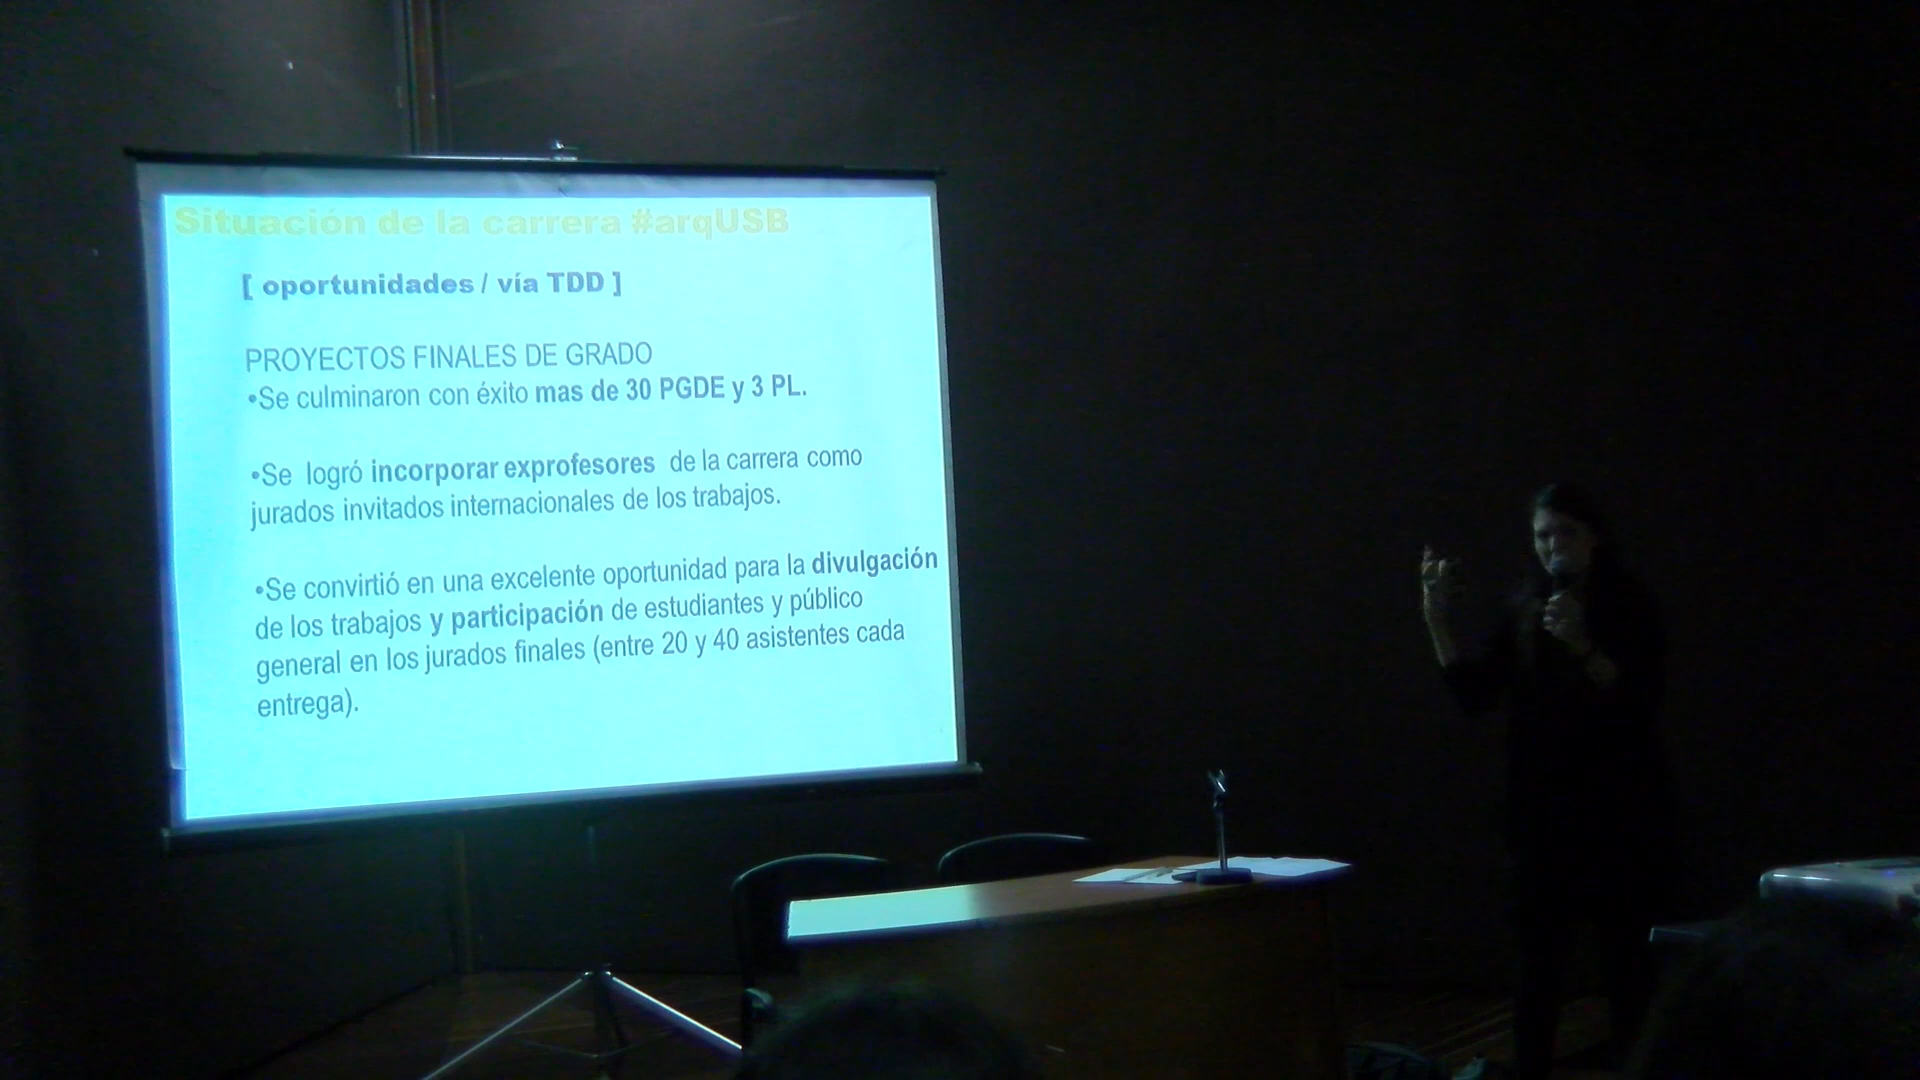 Situación de la carrera #arqUSB
[ oportunidades / vía TDD ]
PROYECTOS FINALES DE GRADO
•Se culminaron con éxito mas de 30 PGDE y 3 PL.
•Se logró incorporar exprofesores de la carrera como
jurados invitados internacionales de los trabajos.
•Se convirtió en una excelente oportunidad para la divulgación
de los trabajos y participación de estudiantes y público
general en los jurados finales (entre 20 y 40 asistentes cada
entrega).